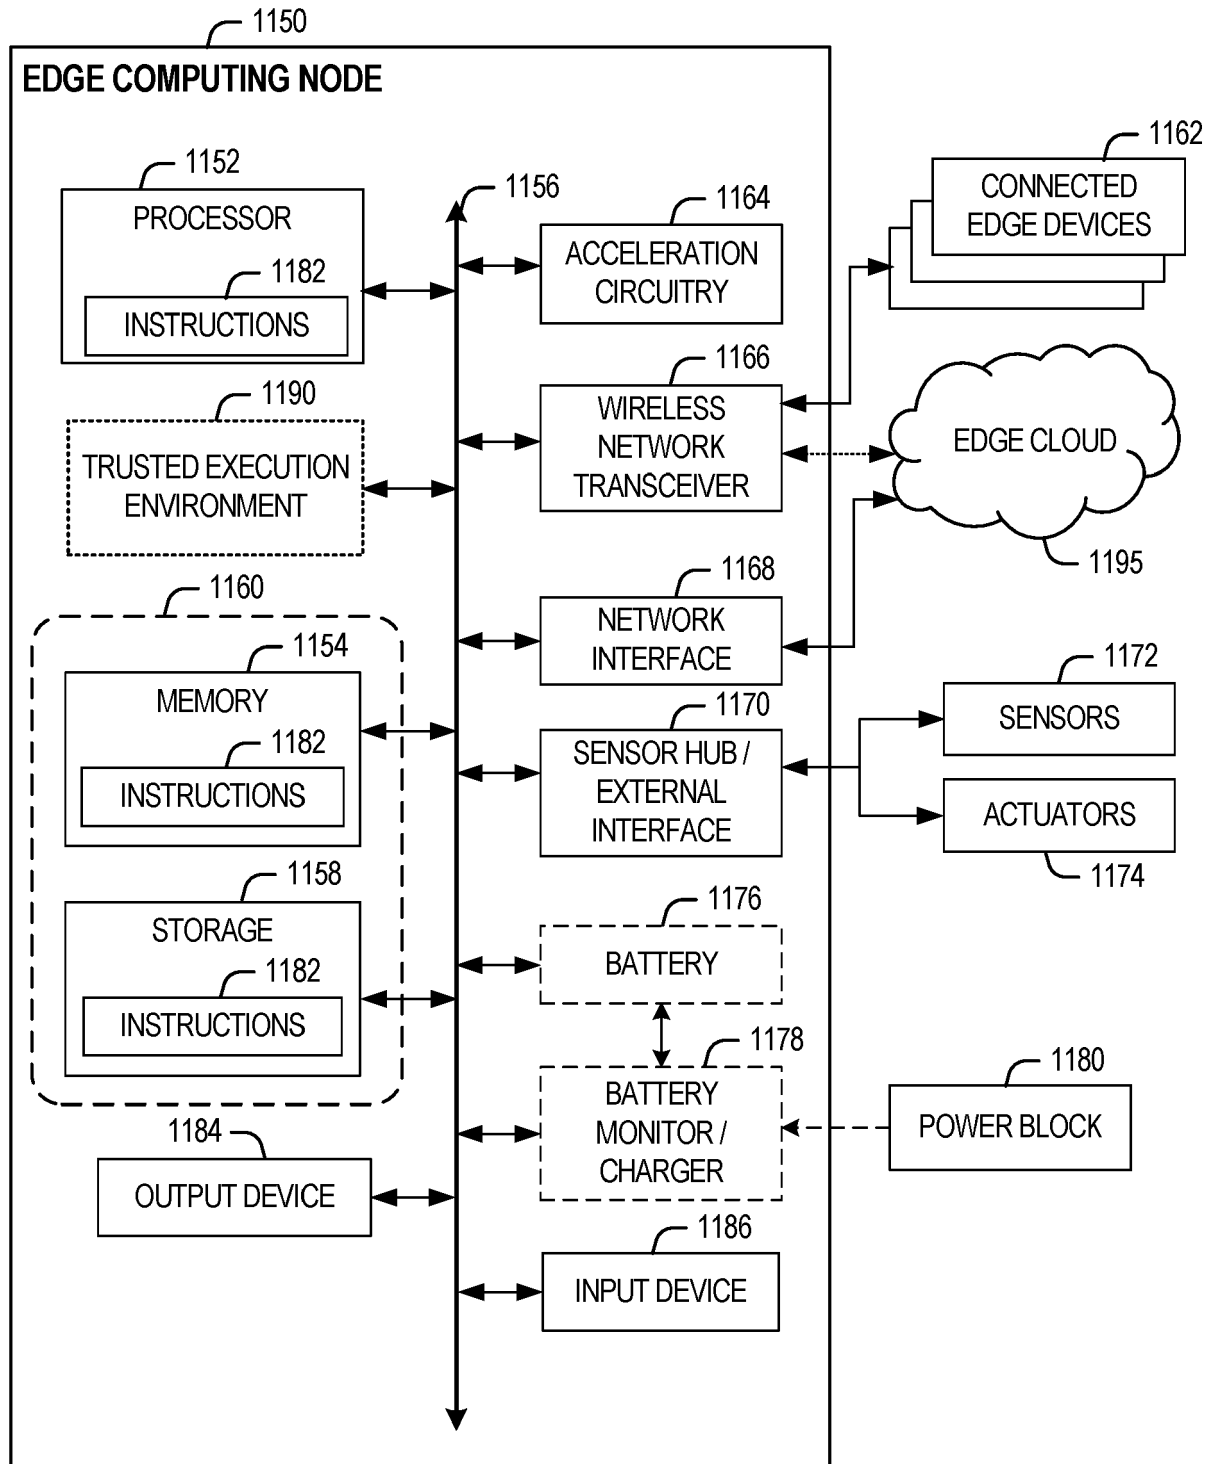 1150
EDGE COMPUTING NODE
1152
PROCESSOR
1182
INSTRUCTIONS
1190
TRUSTED EXECUTION
ENVIRONMENT
1160
1154
MEMORY
1182
INSTRUCTIONS
1158
STORAGE
1182
INSTRUCTIONS
1184
OUTPUT DEVICE
1156
1164
ACCELERATION
CIRCUITRY
1166
WIRELESS
NETWORK
TRANSCEIVER
1168
NETWORK
INTERFACE
1170
SENSOR HUB /
EXTERNAL
INTERFACE
1176
BATTERY
1178
BATTERY
MONITOR /
CHARGER
1186
INPUT DEVICE
1162
CONNECTED
EDGE DEVICES
EDGE CLOUD
1195
1172
SENSORS
ACTUATORS
1174
1180
POWER BLOCK